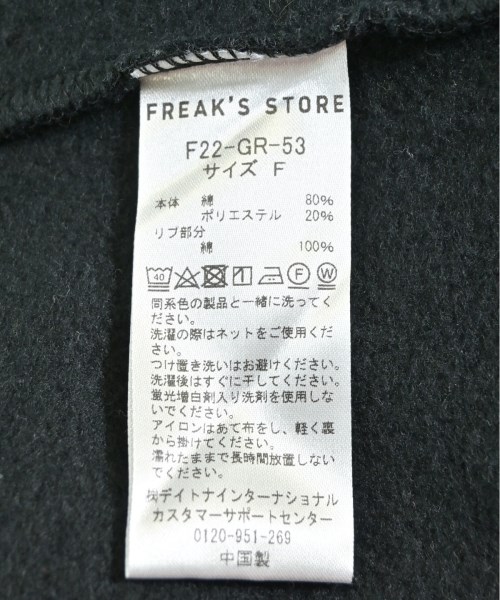 FREAK'S STORE
F22-GR-53
サイズ F
本体 綿 80%
ポリエステル 20%
リブ部分
綿 100%
40 F W
同系色の製品と一緒に洗ってく
ださい。
洗濯の際はネットをご使用くだ
さい。
つけ置き洗いはお避けください。
洗濯後はすぐに干してください。
蛍光増白剤入り洗剤を使用しな
いでください。
アイロンはあて布をし、軽く裏
から掛けてください。
濡れたままで長時間放置しない
でください。
㈱デイトナインターナショナル
カスタマーサポートセンター
0120-951-269
中国製